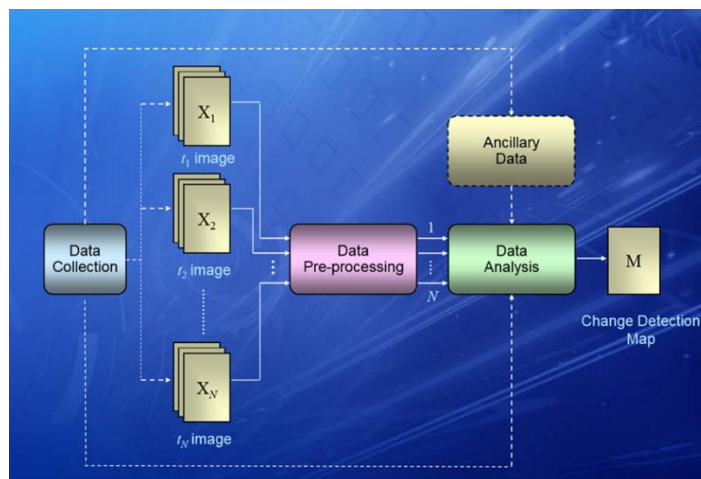 X1
t1 image
Ancillary
Data
X2
t2 image
Data
Collection
Data
Pre-processing
1
N
Data
Analysis
M
Change Detection
Map
XN
tN image